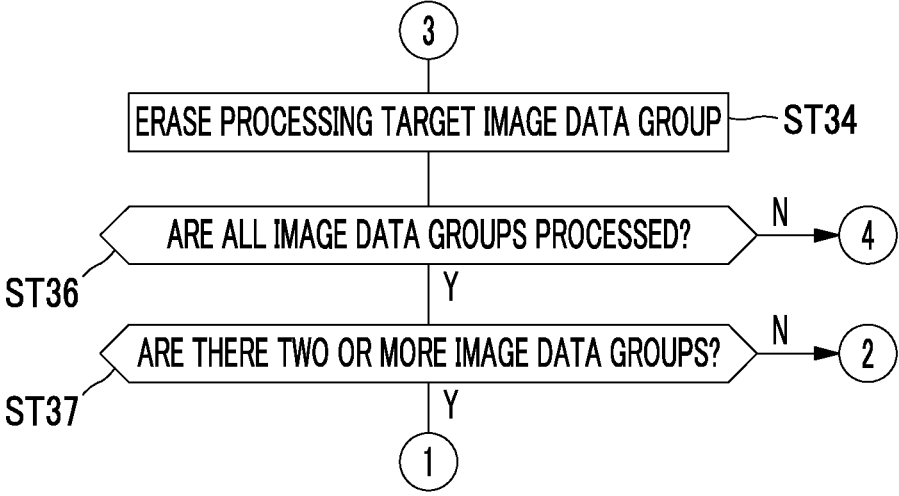 3
ERASE PROCESSING TARGET IMAGE DATA GROUP
ST34
ARE ALL IMAGE DATA GROUPS PROCESSED?
N
4
ST36
Y
ARE THERE TWO OR MORE IMAGE DATA GROUPS?
N
2
ST37
Y
1